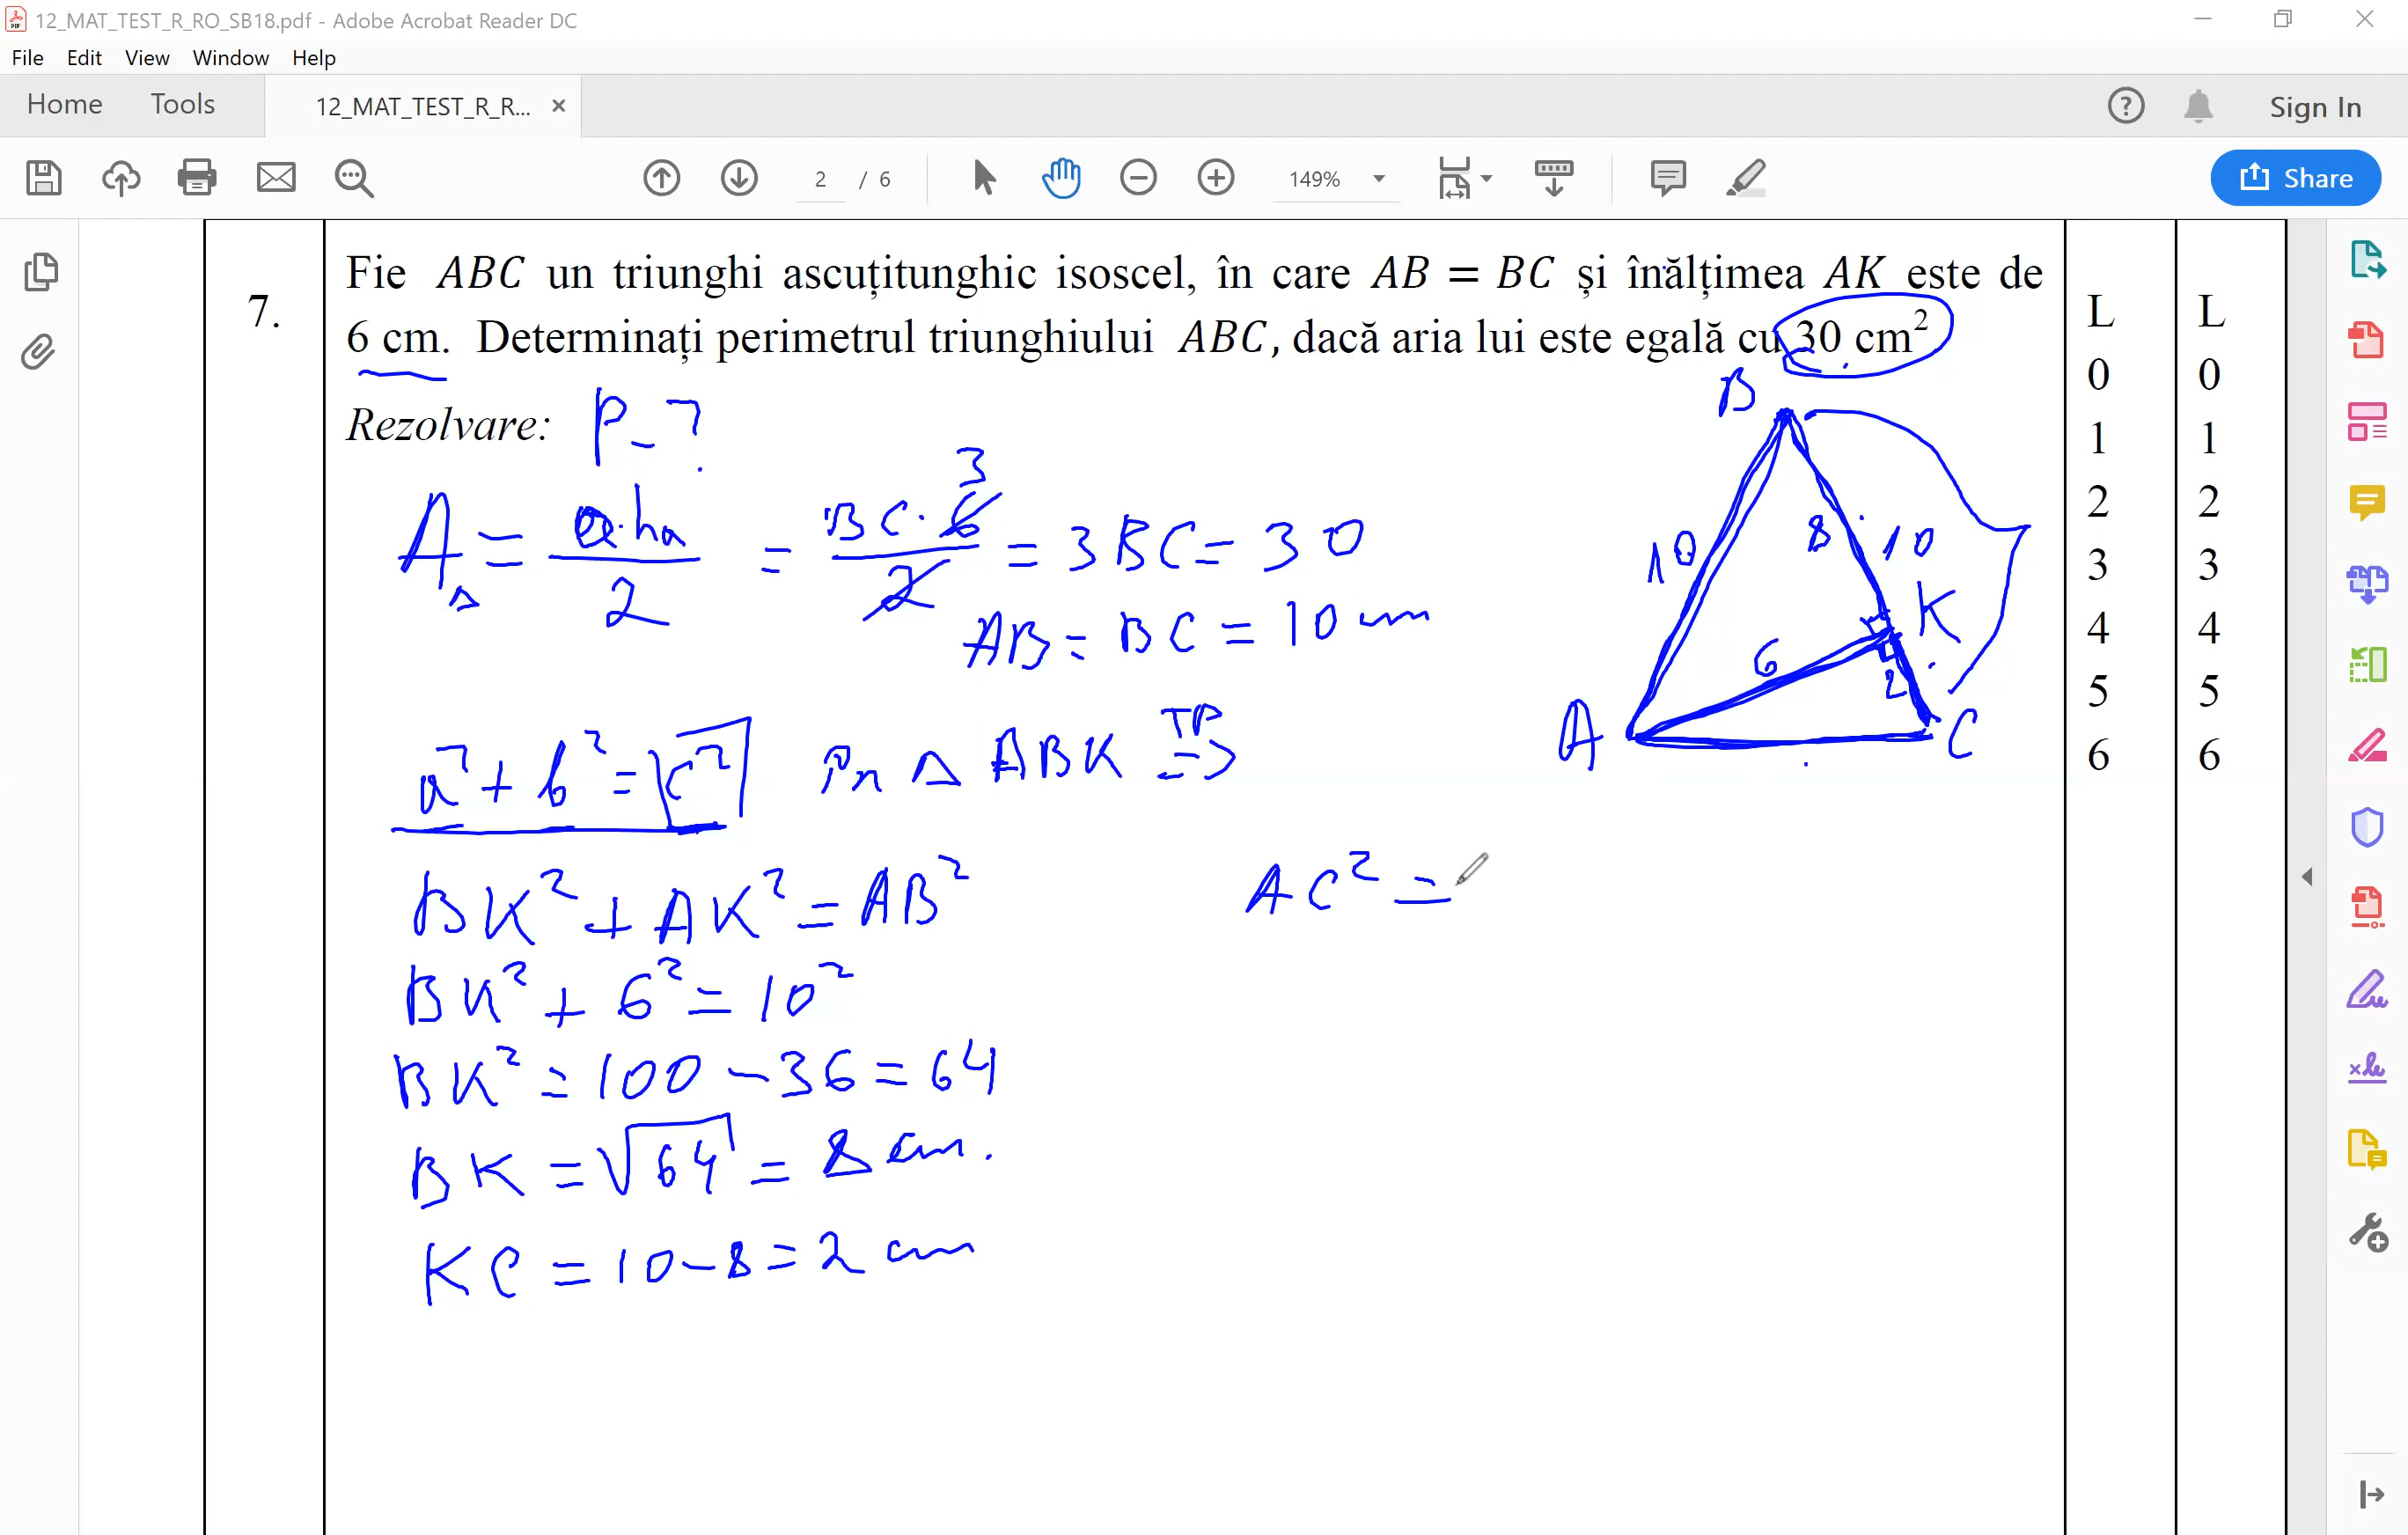 12_MAT_TEST_R_RO_SB18.pdf - Adobe Acrobat Reader DC
File Edit View Window Help
Home Tools 12_MAT_TEST_R_R... × Sign In
2 / 6 149% Share
7. Fie ABC un triunghi ascuțitunghic isoscel, în care AB = BC și înălțimea AK este de
6 cm. Determinați perimetrul triunghiului ABC, dacă aria lui este egală cu 30 cm²
Rezolvare: P - ?
A△ = a·hₐ / 2 = BC·6 / 2 = 3BC = 30
3
AB = BC = 10 cm
a² + b² = c² în △ ABK TP ⇒
BK² + AK² = AB²
BK² + 6² = 10²
BK² = 100 - 36 = 64
BK = √64 = 8 cm.
KC = 10 - 8 = 2 cm
AC² =
B
10 8 10
K
6 2
A C
L L
0 0
1 1
2 2
3 3
4 4
5 5
6 6